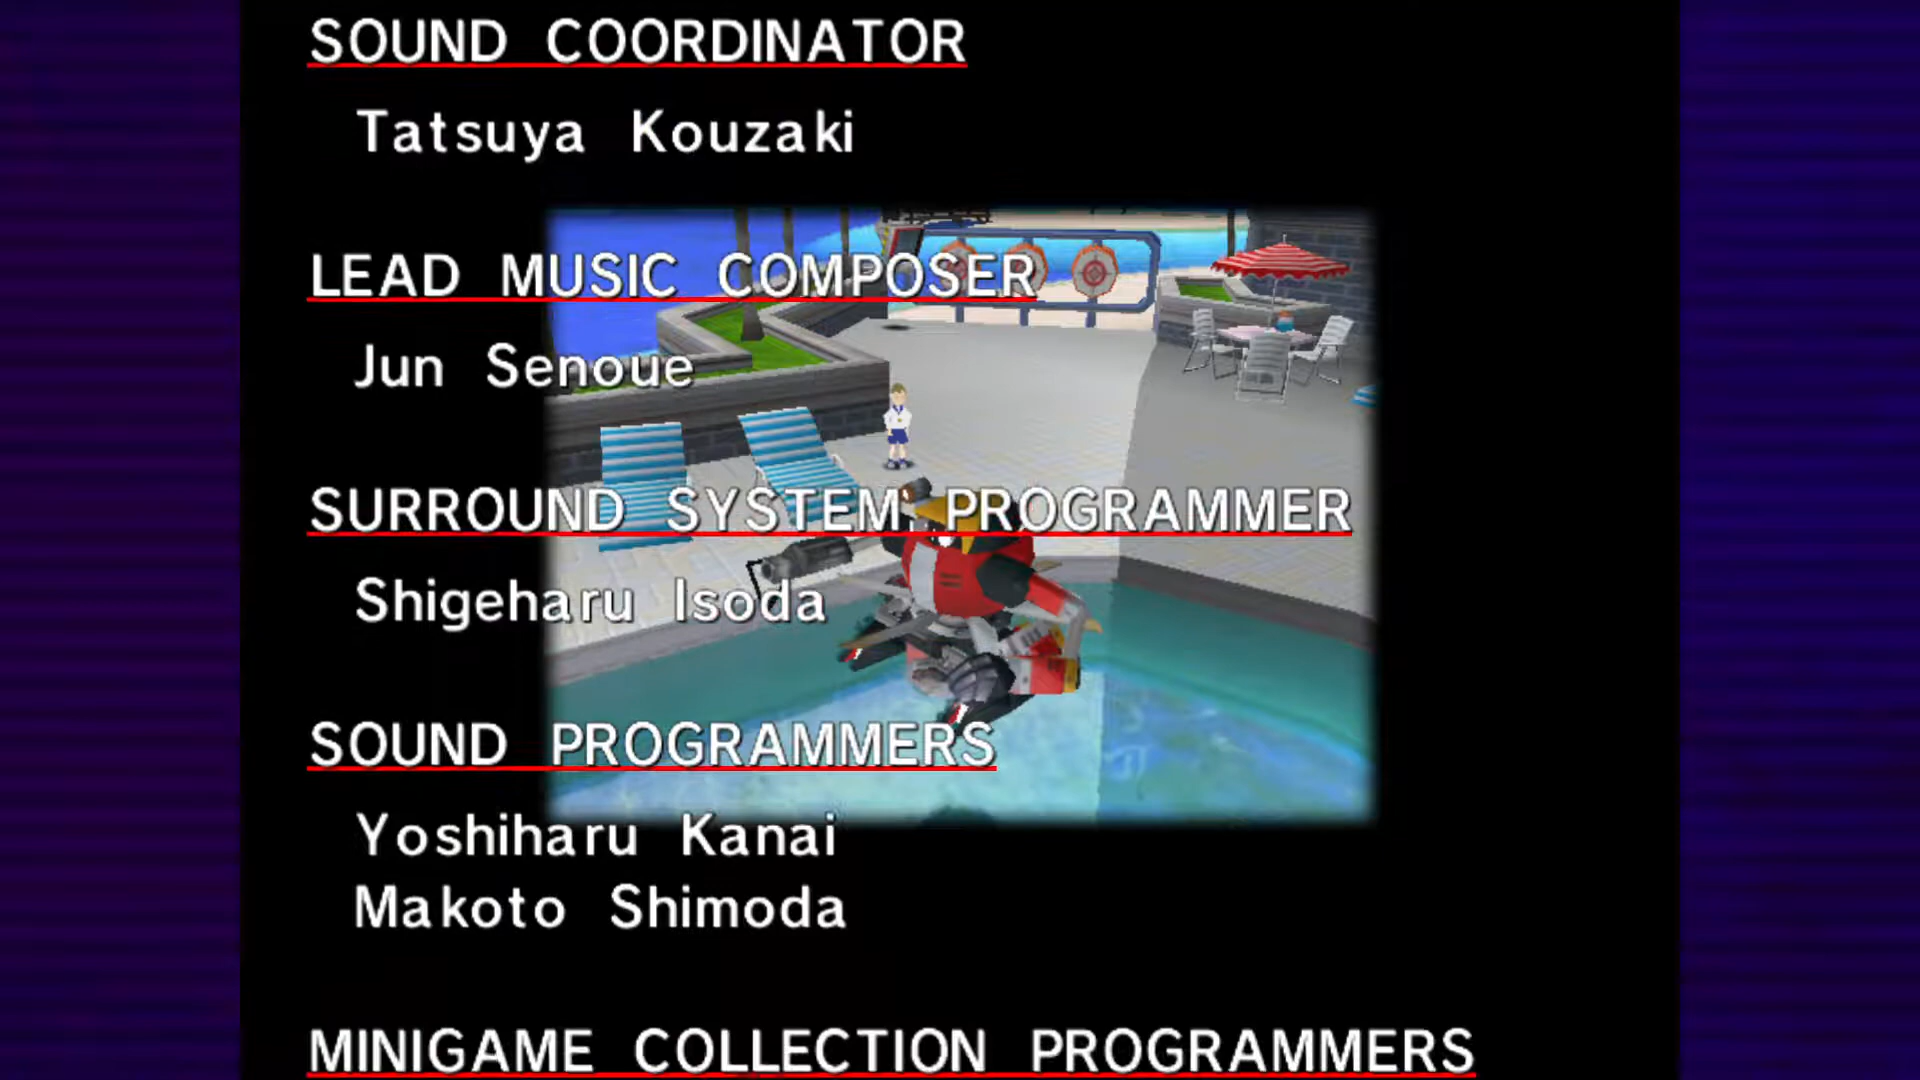 SOUND COORDINATOR
Tatsuya Kouzaki
LEAD MUSIC COMPOSER
Jun Senoue
SURROUND SYSTEM PROGRAMMER
Shigeharu Isoda
SOUND PROGRAMMERS
Yoshiharu Kanai
Makoto Shimoda
MINIGAME COLLECTION PROGRAMMERS